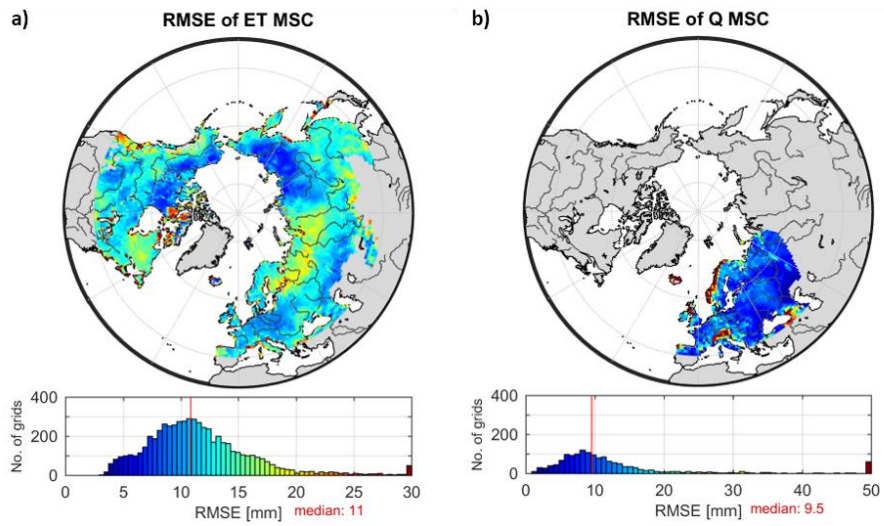 a) RMSE of ET MSC
b) RMSE of Q MSC
No. of grids
400
200
0
0 5 10 15 20 25 30
RMSE [mm] median: 11
No. of grids
400
200
0
0 10 20 30 40 50
RMSE [mm] median: 9.5